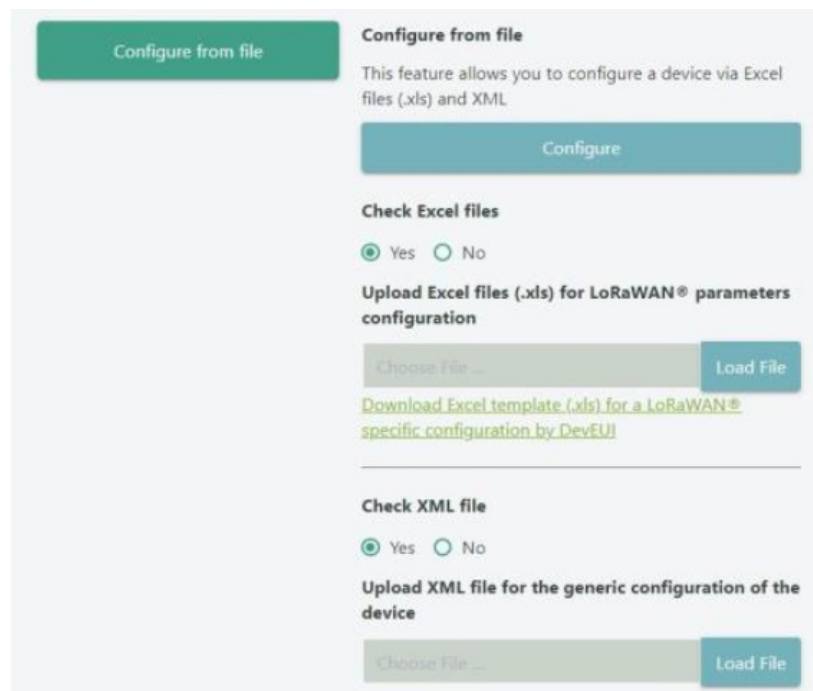 Configure from file
Configure from file
This feature allows you to configure a device via Excel
files (.xls) and XML
Configure
Check Excel files
Yes No
Upload Excel files (.xls) for LoRaWAN® parameters
configuration
Choose File ...
Load File
Download Excel template (.xls) for a LoRaWAN®
specific configuration by DevEUI
Check XML file
Yes No
Upload XML file for the generic configuration of the
device
Choose File ...
Load File